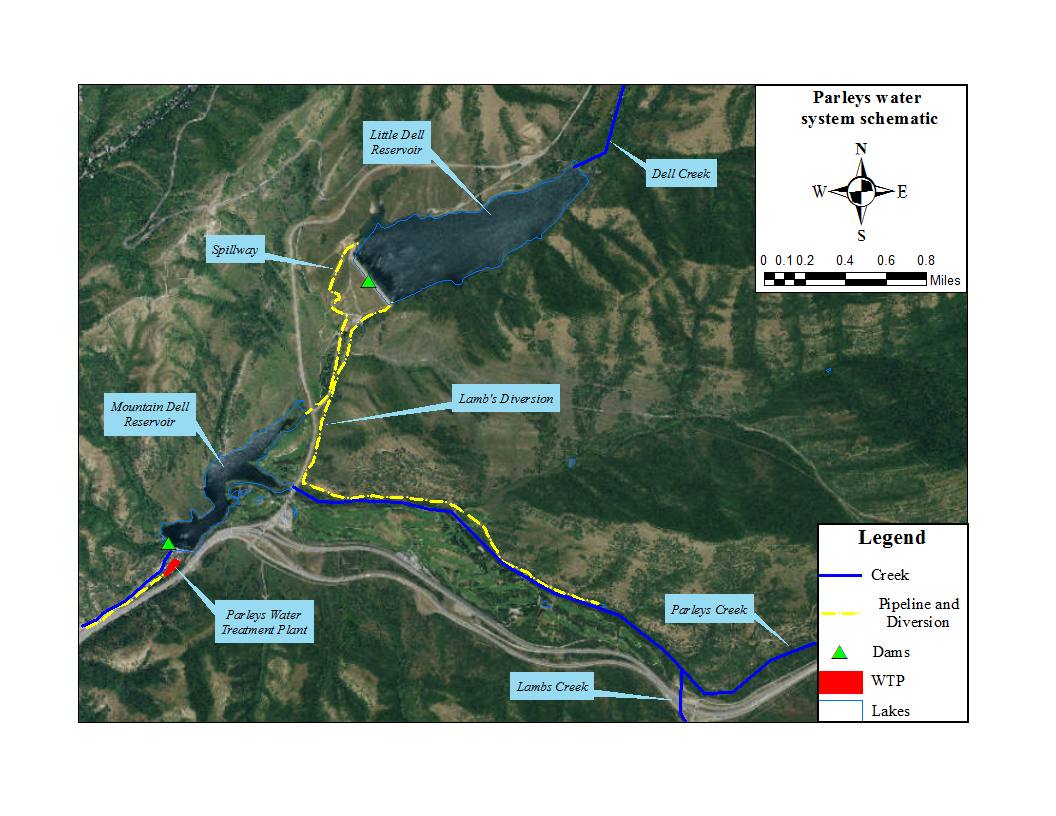 Parleys water
system schematic
N
W
E
S
0 0.1 0.2 0.4 0.6 0.8
Miles
Little Dell
Reservoir
Dell Creek
Spillway
Lamb's Diversion
Mountain Dell
Reservoir
Parleys Water
Treatment Plant
Parleys Creek
Lambs Creek
Legend
Creek
Pipeline and
Diversion
Dams
WTP
Lakes